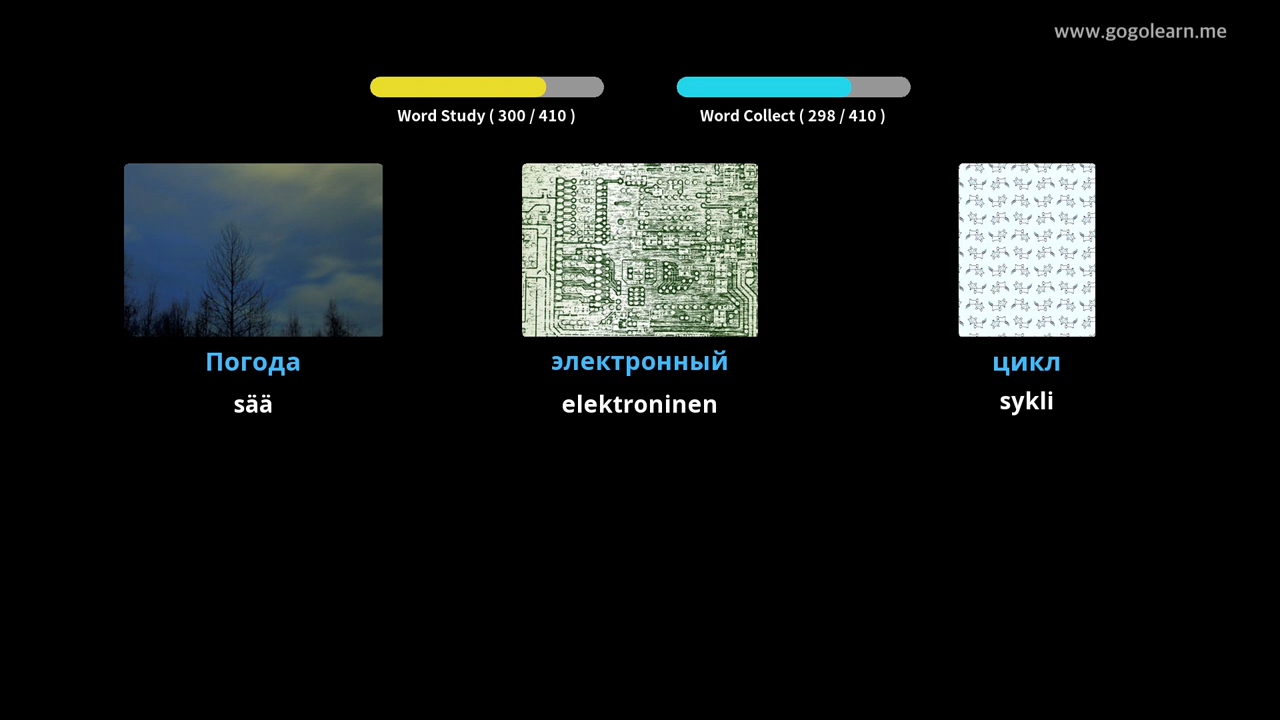 www.gogolearn.me
Word Study ( 300 / 410 )
Word Collect ( 298 / 410 )
Погода
электронный
цикл
sää
elektroninen
sykli